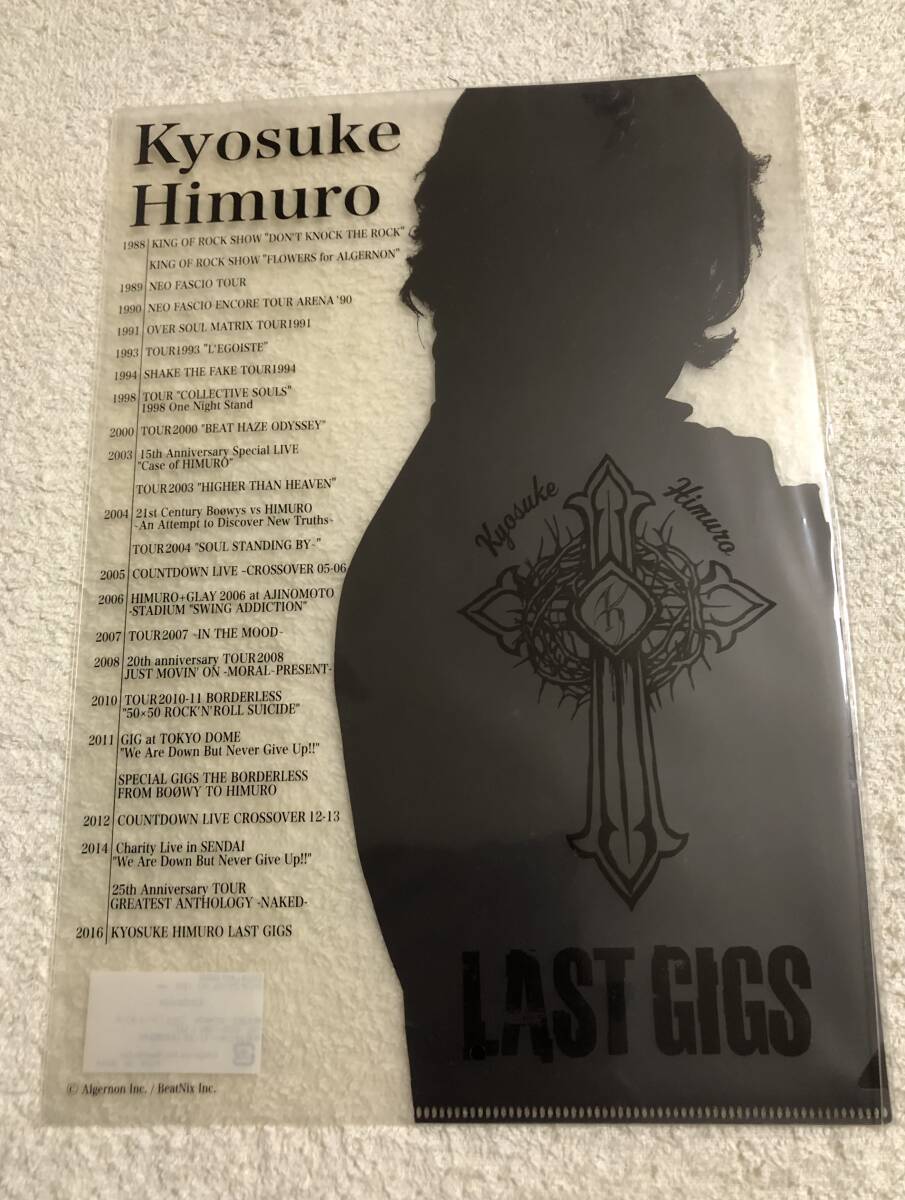 Kyosuke
Himuro
1988 KING OF ROCK SHOW "DON'T KNOCK THE ROCK"
KING OF ROCK SHOW "FLOWERS for ALGERNON"
1989 NEO FASCIO TOUR
1990 NEO FASCIO ENCORE TOUR ARENA '90
1991 OVER SOUL MATRIX TOUR1991
1993 TOUR1993 "L'EGOISTE"
1994 SHAKE THE FAKE TOUR1994
1998 TOUR "COLLECTIVE SOULS"
1998 One Night Stand
2000 TOUR2000 "BEAT HAZE ODYSSEY"
2003 15th Anniversary Special LIVE
"Case of HIMURO"
TOUR2003 "HIGHER THAN HEAVEN"
2004 21st Century Boøwys vs HIMURO
-An Attempt to Discover New Truths-
TOUR2004 "SOUL STANDING BY~"
2005 COUNTDOWN LIVE -CROSSOVER 05-06
2006 HIMURO+GLAY 2006 at AJINOMOTO
-STADIUM "SWING ADDICTION"
2007 TOUR2007 -IN THE MOOD-
2008 20th anniversary TOUR2008
JUST MOVIN' ON -MORAL-PRESENT-
2010 TOUR2010-11 BORDERLESS
"50×50 ROCK'N'ROLL SUICIDE"
2011 GIG at TOKYO DOME
"We Are Down But Never Give Up!!"
SPECIAL GIGS THE BORDERLESS
FROM BOØWY TO HIMURO
2012 COUNTDOWN LIVE CROSSOVER 12-13
2014 Charity Live in SENDAI
"We Are Down But Never Give Up!!"
25th Anniversary TOUR
GREATEST ANTHOLOGY -NAKED-
2016 KYOSUKE HIMURO LAST GIGS
© Algernon Inc. / BeatNix Inc.
Kyosuke Himuro
K
LAST GIGS